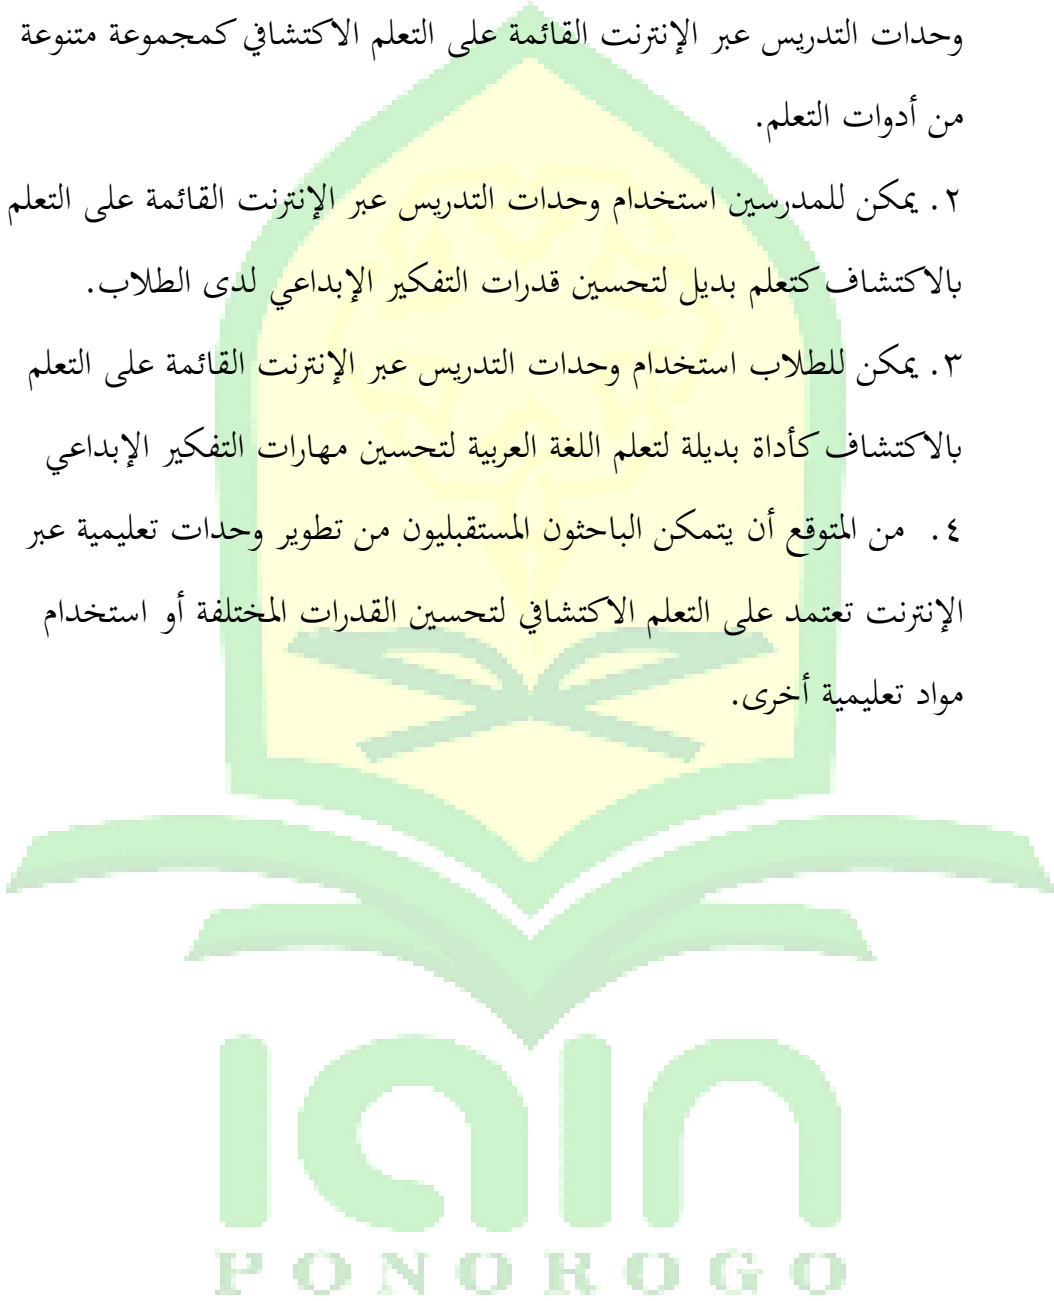 وحدات التدريس عبر الإنترنت القائمة على التعلم الاكتشافي كمجموعة متنوعة
من أدوات التعلم.
٢. يمكن للمدرسين استخدام وحدات التدريس عبر الإنترنت القائمة على التعلم
بالاكتشاف كتعلم بديل لتحسين قدرات التفكير الإبداعي لدى الطلاب.
٣. يمكن للطلاب استخدام وحدات التدريس عبر الإنترنت القائمة على التعلم
بالاكتشاف كأداة بديلة لتعلم اللغة العربية لتحسين مهارات التفكير الإبداعي
٤. من المتوقع أن يتمكن الباحثون المستقبليون من تطوير وحدات تعليمية عبر
الإنترنت تعتمد على التعلم الاكتشافي لتحسين القدرات المختلفة أو استخدام
مواد تعليمية أخرى.
iain
PONOROGO